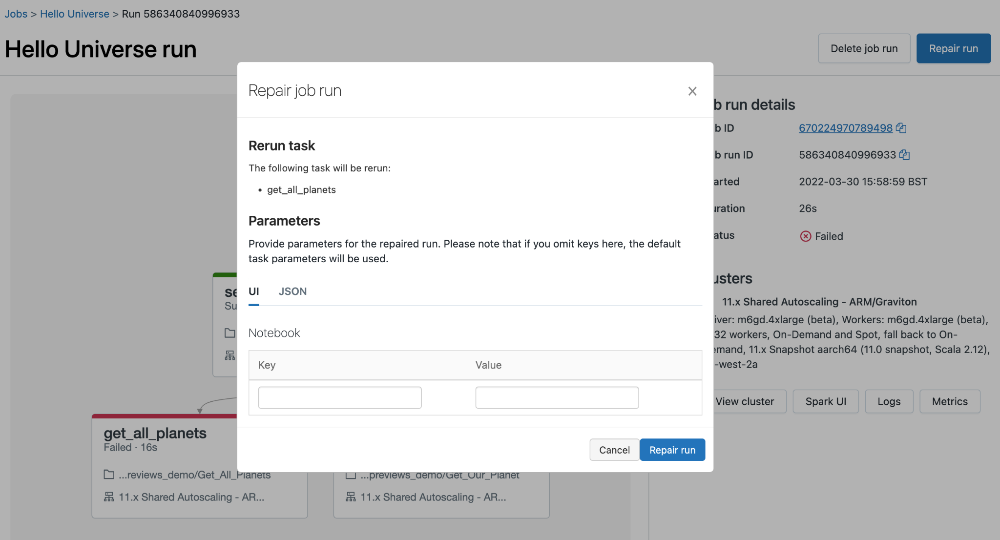 Jobs > Hello Universe > Run 586340840996933
Hello Universe run
Delete job run
Repair run
Repair job run
Rerun task
The following task will be rerun:
• get_all_planets
Parameters
Provide parameters for the repaired run. Please note that if you omit keys here, the default
task parameters will be used.
UI JSON
Notebook
Key Value
Cancel Repair run
b run details
b ID 670224970789498
b run ID 586340840996933
arted 2022-03-30 15:58:59 BST
uration 26s
atus Failed
usters
11.x Shared Autoscaling - ARM/Graviton
iver: m6gd.4xlarge (beta), Workers: m6gd.4xlarge (beta),
32 workers, On-Demand and Spot, fall back to On-
emand, 11.x Snapshot aarch64 (11.0 snapshot, Scala 2.12),
-west-2a
View cluster Spark UI Logs Metrics
se
Su
get_all_planets
Failed · 16s
...reviews_demo/Get_All_Planets
11.x Shared Autoscaling - AR...
...previews_demo/Get_Our_Planet
11.x Shared Autoscaling - AR...